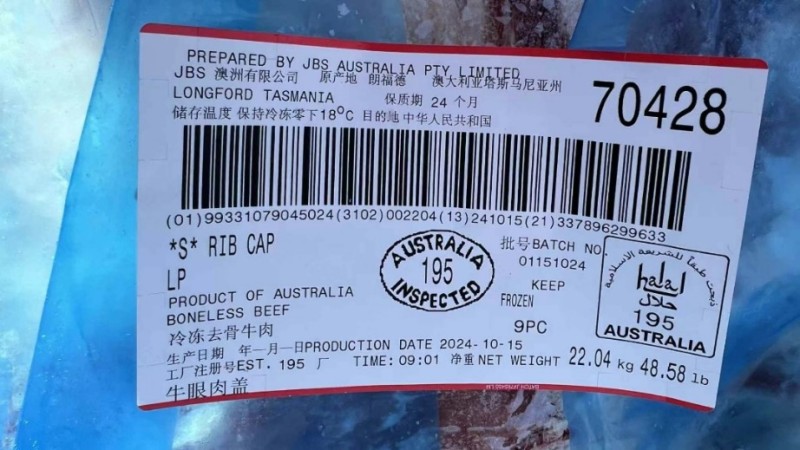 PREPARED BY JBS AUSTRALIA PTY LIMITED
JBS 澳洲有限公司 原产地 朗福德 澳大利亚塔斯马尼亚州
LONGFORD TASMANIA 保质期 24 个月
70428
储存温度 保持冷冻零下18°C 目的地 中华人民共和国
(01)99331079045024(3102)002204(13)241015(21)337896299633
*S* RIB CAP
LP
AUSTRALIA
195
INSPECTED
批号BATCH NO.
01151024
KEEP
FROZEN
9PC
ذبحت طبقا للشريعة الاسلامية
halal
حلال
195
AUSTRALIA
PRODUCT OF AUSTRALIA
BONELESS BEEF
冷冻去骨牛肉
生产日期 年—月—日PRODUCTION DATE 2024-10-15
工厂注册号EST. 195 厂 TIME: 09:01 净重 NET WEIGHT 22.04 kg 48.58 lb
牛眼肉盖